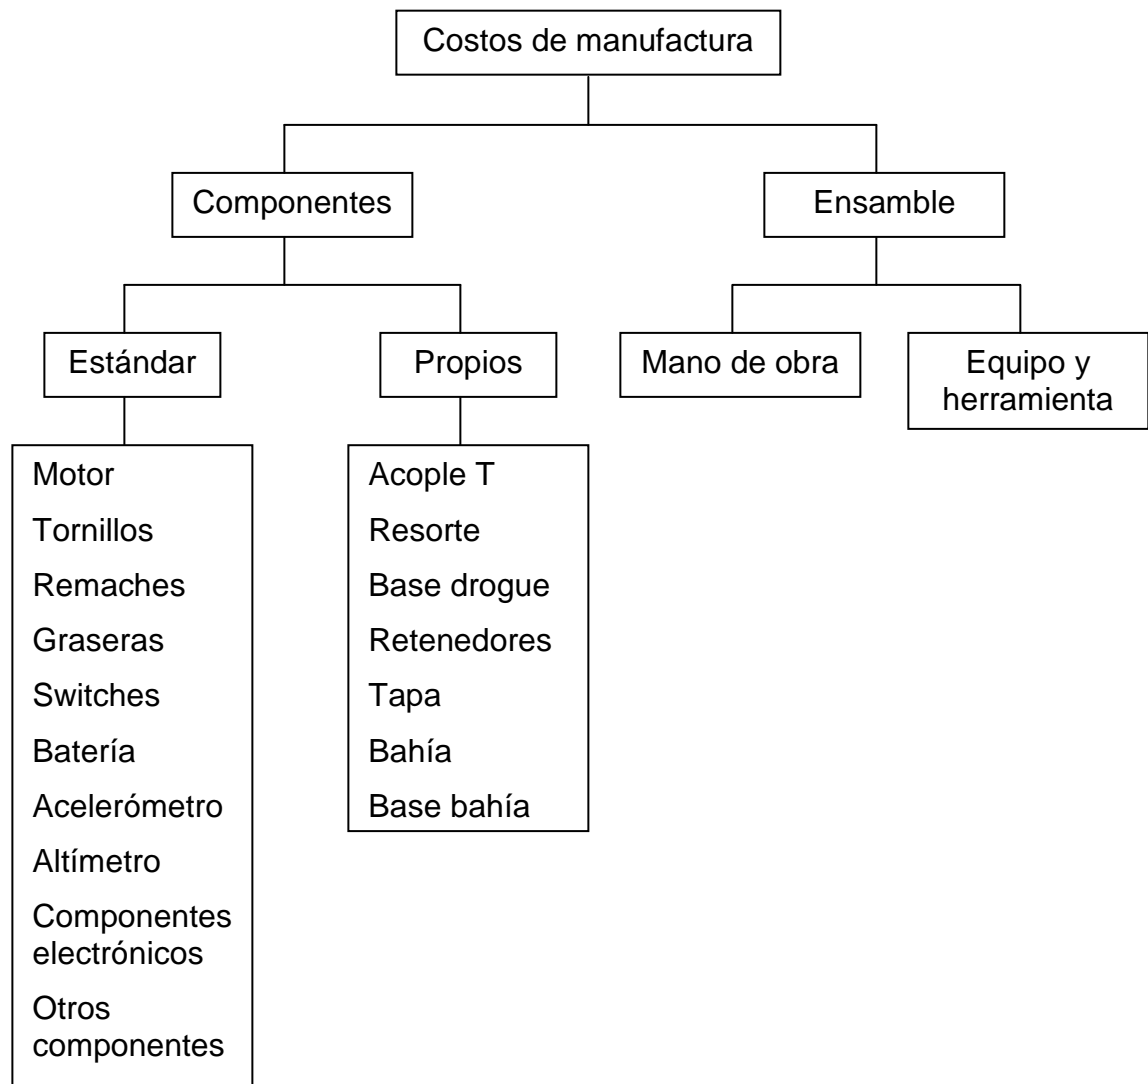 Costos de manufactura
Componentes
Ensamble
Estándar
Propios
Mano de obra
Equipo y
herramienta
Motor
Tornillos
Remaches
Graseras
Switches
Batería
Acelerómetro
Altímetro
Componentes
electrónicos
Otros
componentes
Acople T
Resorte
Base drogue
Retenedores
Tapa
Bahía
Base bahía